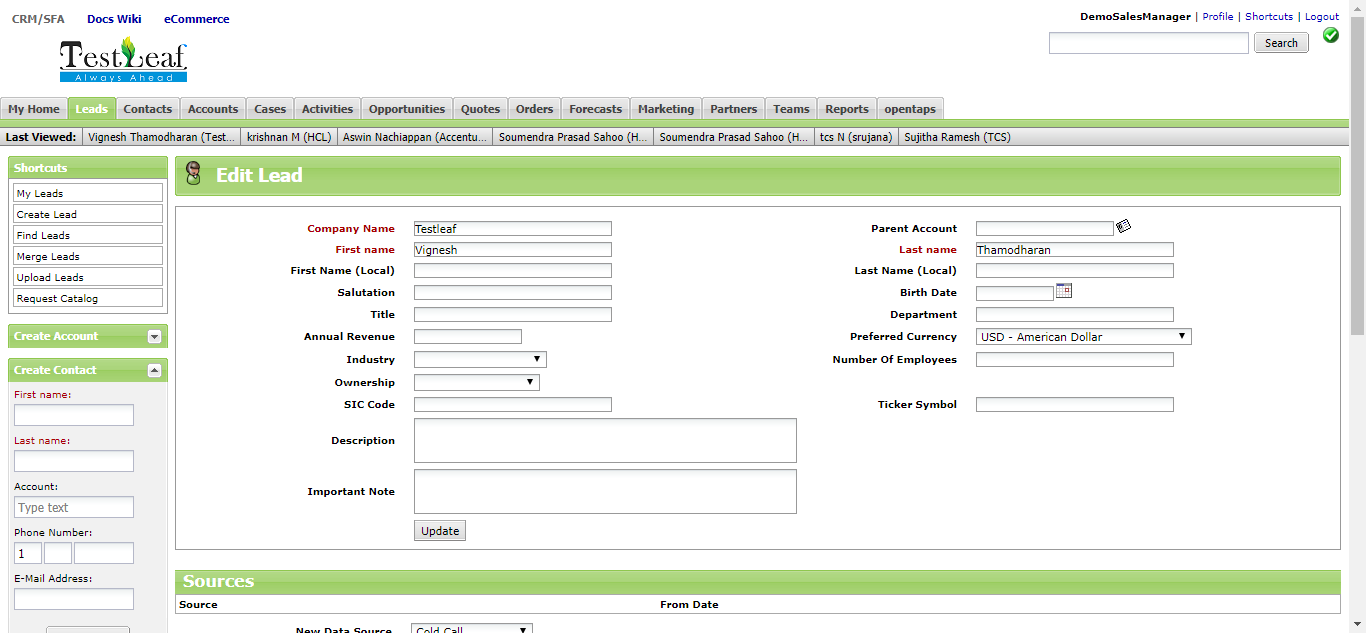 CRM/SFA Docs Wiki eCommerce
DemoSalesManager | Profile | Shortcuts | Logout
Search
TestLeaf
Always Ahead
My Home Leads Contacts Accounts Cases Activities Opportunities Quotes Orders Forecasts Marketing Partners Teams Reports opentaps
Last Viewed: Vignesh Thamodharan (Test... krishnan M (HCL) Aswin Nachiappan (Accentu... Soumendra Prasad Sahoo (H... Soumendra Prasad Sahoo (H... tcs N (srujana) Sujitha Ramesh (TCS)
Shortcuts
My Leads
Create Lead
Find Leads
Merge Leads
Upload Leads
Request Catalog
Create Account
Create Contact
First name:
Last name:
Account:
Type text
Phone Number:
1
E-Mail Address:
Edit Lead
Company Name Testleaf Parent Account
First name Vignesh Last name Thamodharan
First Name (Local) Last Name (Local)
Salutation Birth Date
Title Department
Annual Revenue Preferred Currency USD - American Dollar
Industry Number Of Employees
Ownership
SIC Code Ticker Symbol
Description
Important Note
Update
Sources
Source From Date
New Data Source Cold Call